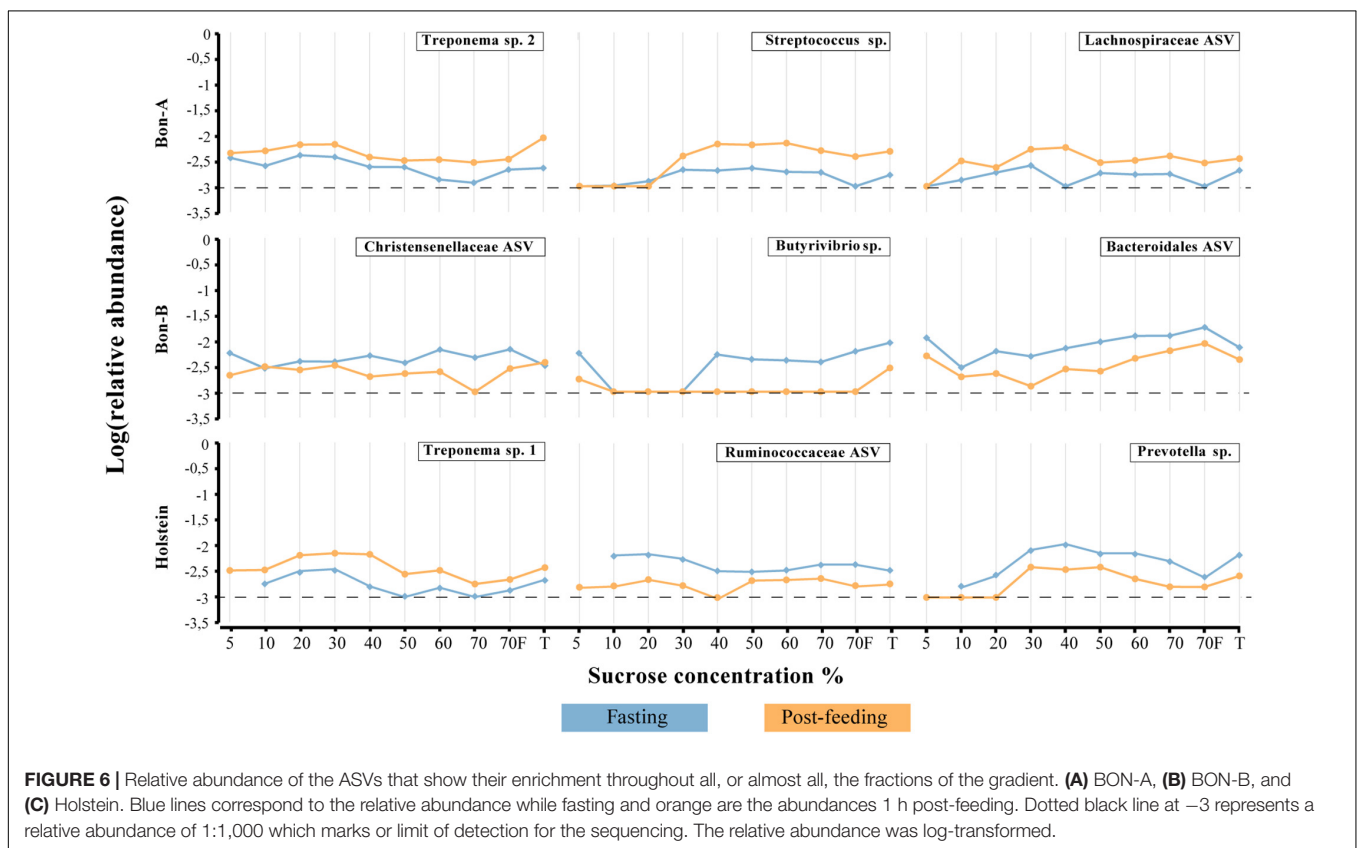 Treponema sp. 2
Streptococcus sp.
Lachnospiraceae ASV
Bon-A
0
-0,5
-1
-1,5
-2
-2,5
-3
-3,5
Christensenellaceae ASV
Butyrivibrio sp.
Bacteroidales ASV
Bon-B
0
-0,5
-1
-1,5
-2
-2,5
-3
-3,5
Log(relative abundance)
Treponema sp. 1
Ruminococcaceae ASV
Prevotella sp.
Holstein
0
-0,5
-1
-1,5
-2
-2,5
-3
-3,5
5 10 20 30 40 50 60 70 70F T 5 10 20 30 40 50 60 70 70F T 5 10 20 30 40 50 60 70 70F T
Sucrose concentration %
Fasting Post-feeding
FIGURE 6 | Relative abundance of the ASVs that show their enrichment throughout all, or almost all, the fractions of the gradient. (A) BON-A, (B) BON-B, and
(C) Holstein. Blue lines correspond to the relative abundance while fasting and orange are the abundances 1 h post-feeding. Dotted black line at −3 represents a
relative abundance of 1:1,000 which marks or limit of detection for the sequencing. The relative abundance was log-transformed.